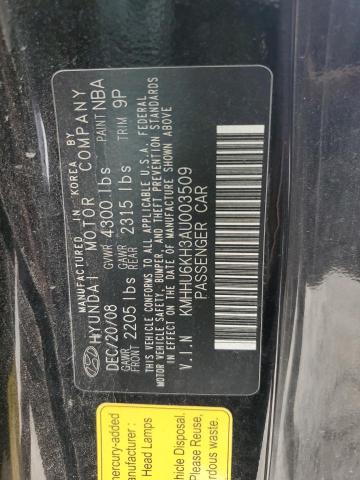 MANUFACTURED IN KOREA BY
HYUNDAI MOTOR COMPANY
DEC/20/08 GVWR 4300 lbs PAINT NBA
GAWR FRONT 2205 lbs GAWR REAR 2315 lbs TRIM 9P
THIS VEHICLE CONFORMS TO ALL APPLICABLE U.S.A. FEDERAL
MOTOR VEHICLE SAFETY, BUMPER, AND THEFT PREVENTION STANDARDS
IN EFFECT ON THE DATE OF MANUFACTURE SHOWN ABOVE
V.I.N KMHHU6KH3AU003509
PASSENGER CAR
mercury-added
Head Lamps
ufacturer :
hicle Disposal.
Please Reuse,
rdous waste.